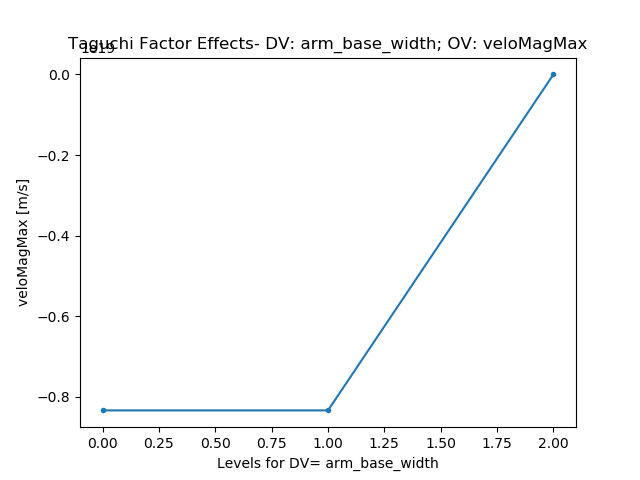 Taguchi Factor Effects- DV: arm_base_width; OV: veloMagMax
1e19
0.0
−0.2
−0.4
−0.6
−0.8
veloMagMax [m/s]
0.00 0.25 0.50 0.75 1.00 1.25 1.50 1.75 2.00
Levels for DV= arm_base_width